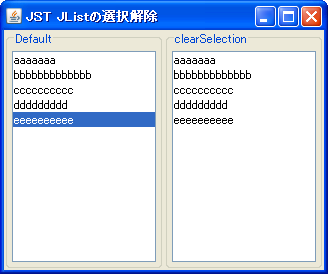 JST JListの選択解除
Default
aaaaaaa
bbbbbbbbbbbbb
cccccccccc
ddddddddd
eeeeeeeeee
clearSelection
aaaaaaa
bbbbbbbbbbbbb
cccccccccc
ddddddddd
eeeeeeeeee